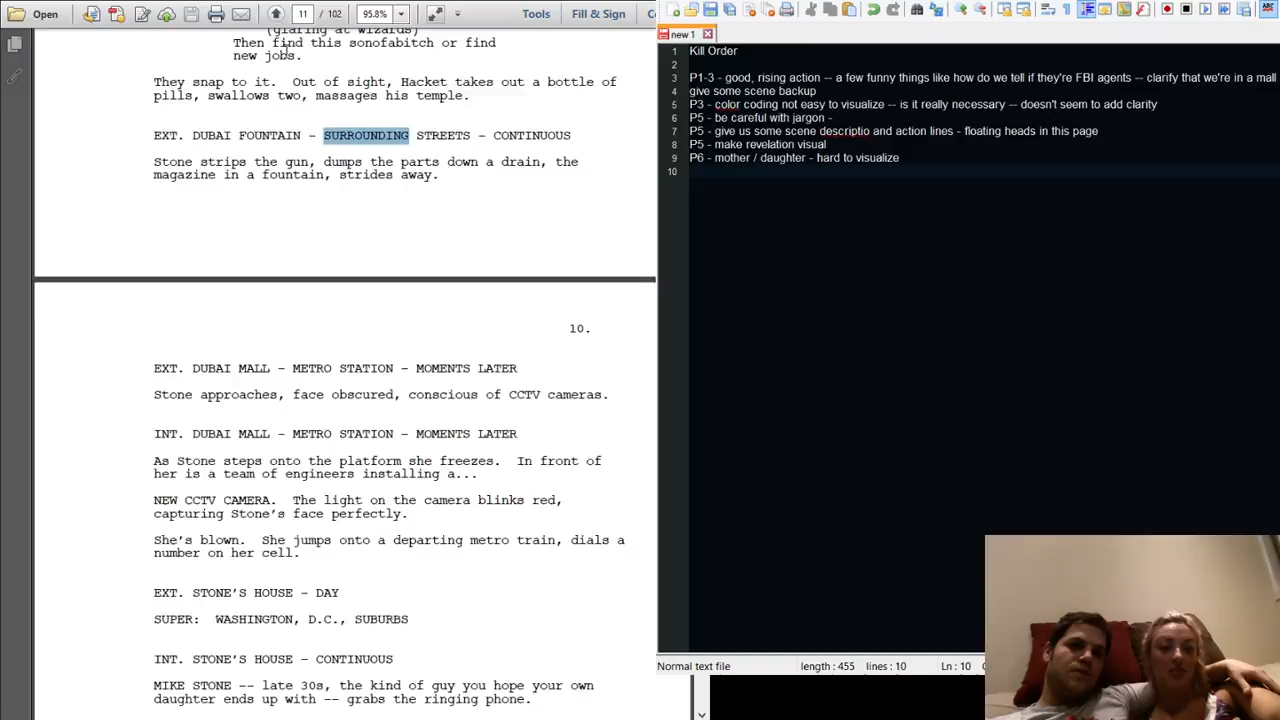 Open
11
/ 102
95.8%
Tools
Fill & Sign
(glaring at wizards)
Then find this sonofabitch or find
new jobs.
They snap to it. Out of sight, Hacket takes out a bottle of
pills, swallows two, massages his temple.
EXT. DUBAI FOUNTAIN – SURROUNDING STREETS – CONTINUOUS
Stone strips the gun, dumps the parts down a drain, the
magazine in a fountain, strides away.
10.
EXT. DUBAI MALL – METRO STATION – MOMENTS LATER
Stone approaches, face obscured, conscious of CCTV cameras.
INT. DUBAI MALL – METRO STATION – MOMENTS LATER
As Stone steps onto the platform she freezes. In front of
her is a team of engineers installing a...
NEW CCTV CAMERA. The light on the camera blinks red,
capturing Stone's face perfectly.
She's blown. She jumps onto a departing metro train, dials a
number on her cell.
EXT. STONE'S HOUSE – DAY
SUPER: WASHINGTON, D.C., SUBURBS
INT. STONE'S HOUSE – CONTINUOUS
MIKE STONE -- late 30s, the kind of guy you hope your own
daughter ends up with -- grabs the ringing phone.
new 1
1 Kill Order
2
3 P1-3 - good, rising action -- a few funny things like how do we tell if they're FBI agents -- clarify that we're in a mall
4 give some scene backup
5 P3 - color coding not easy to visualize -- is it really necessary -- doesn't seem to add clarity
6 P5 - be careful with jargon -
7 P5 - give us some scene descriptio and action lines - floating heads in this page
8 P5 - make revelation visual
9 P6 - mother / daughter - hard to visualize
10
Normal text file
length : 455
lines : 10
Ln : 10